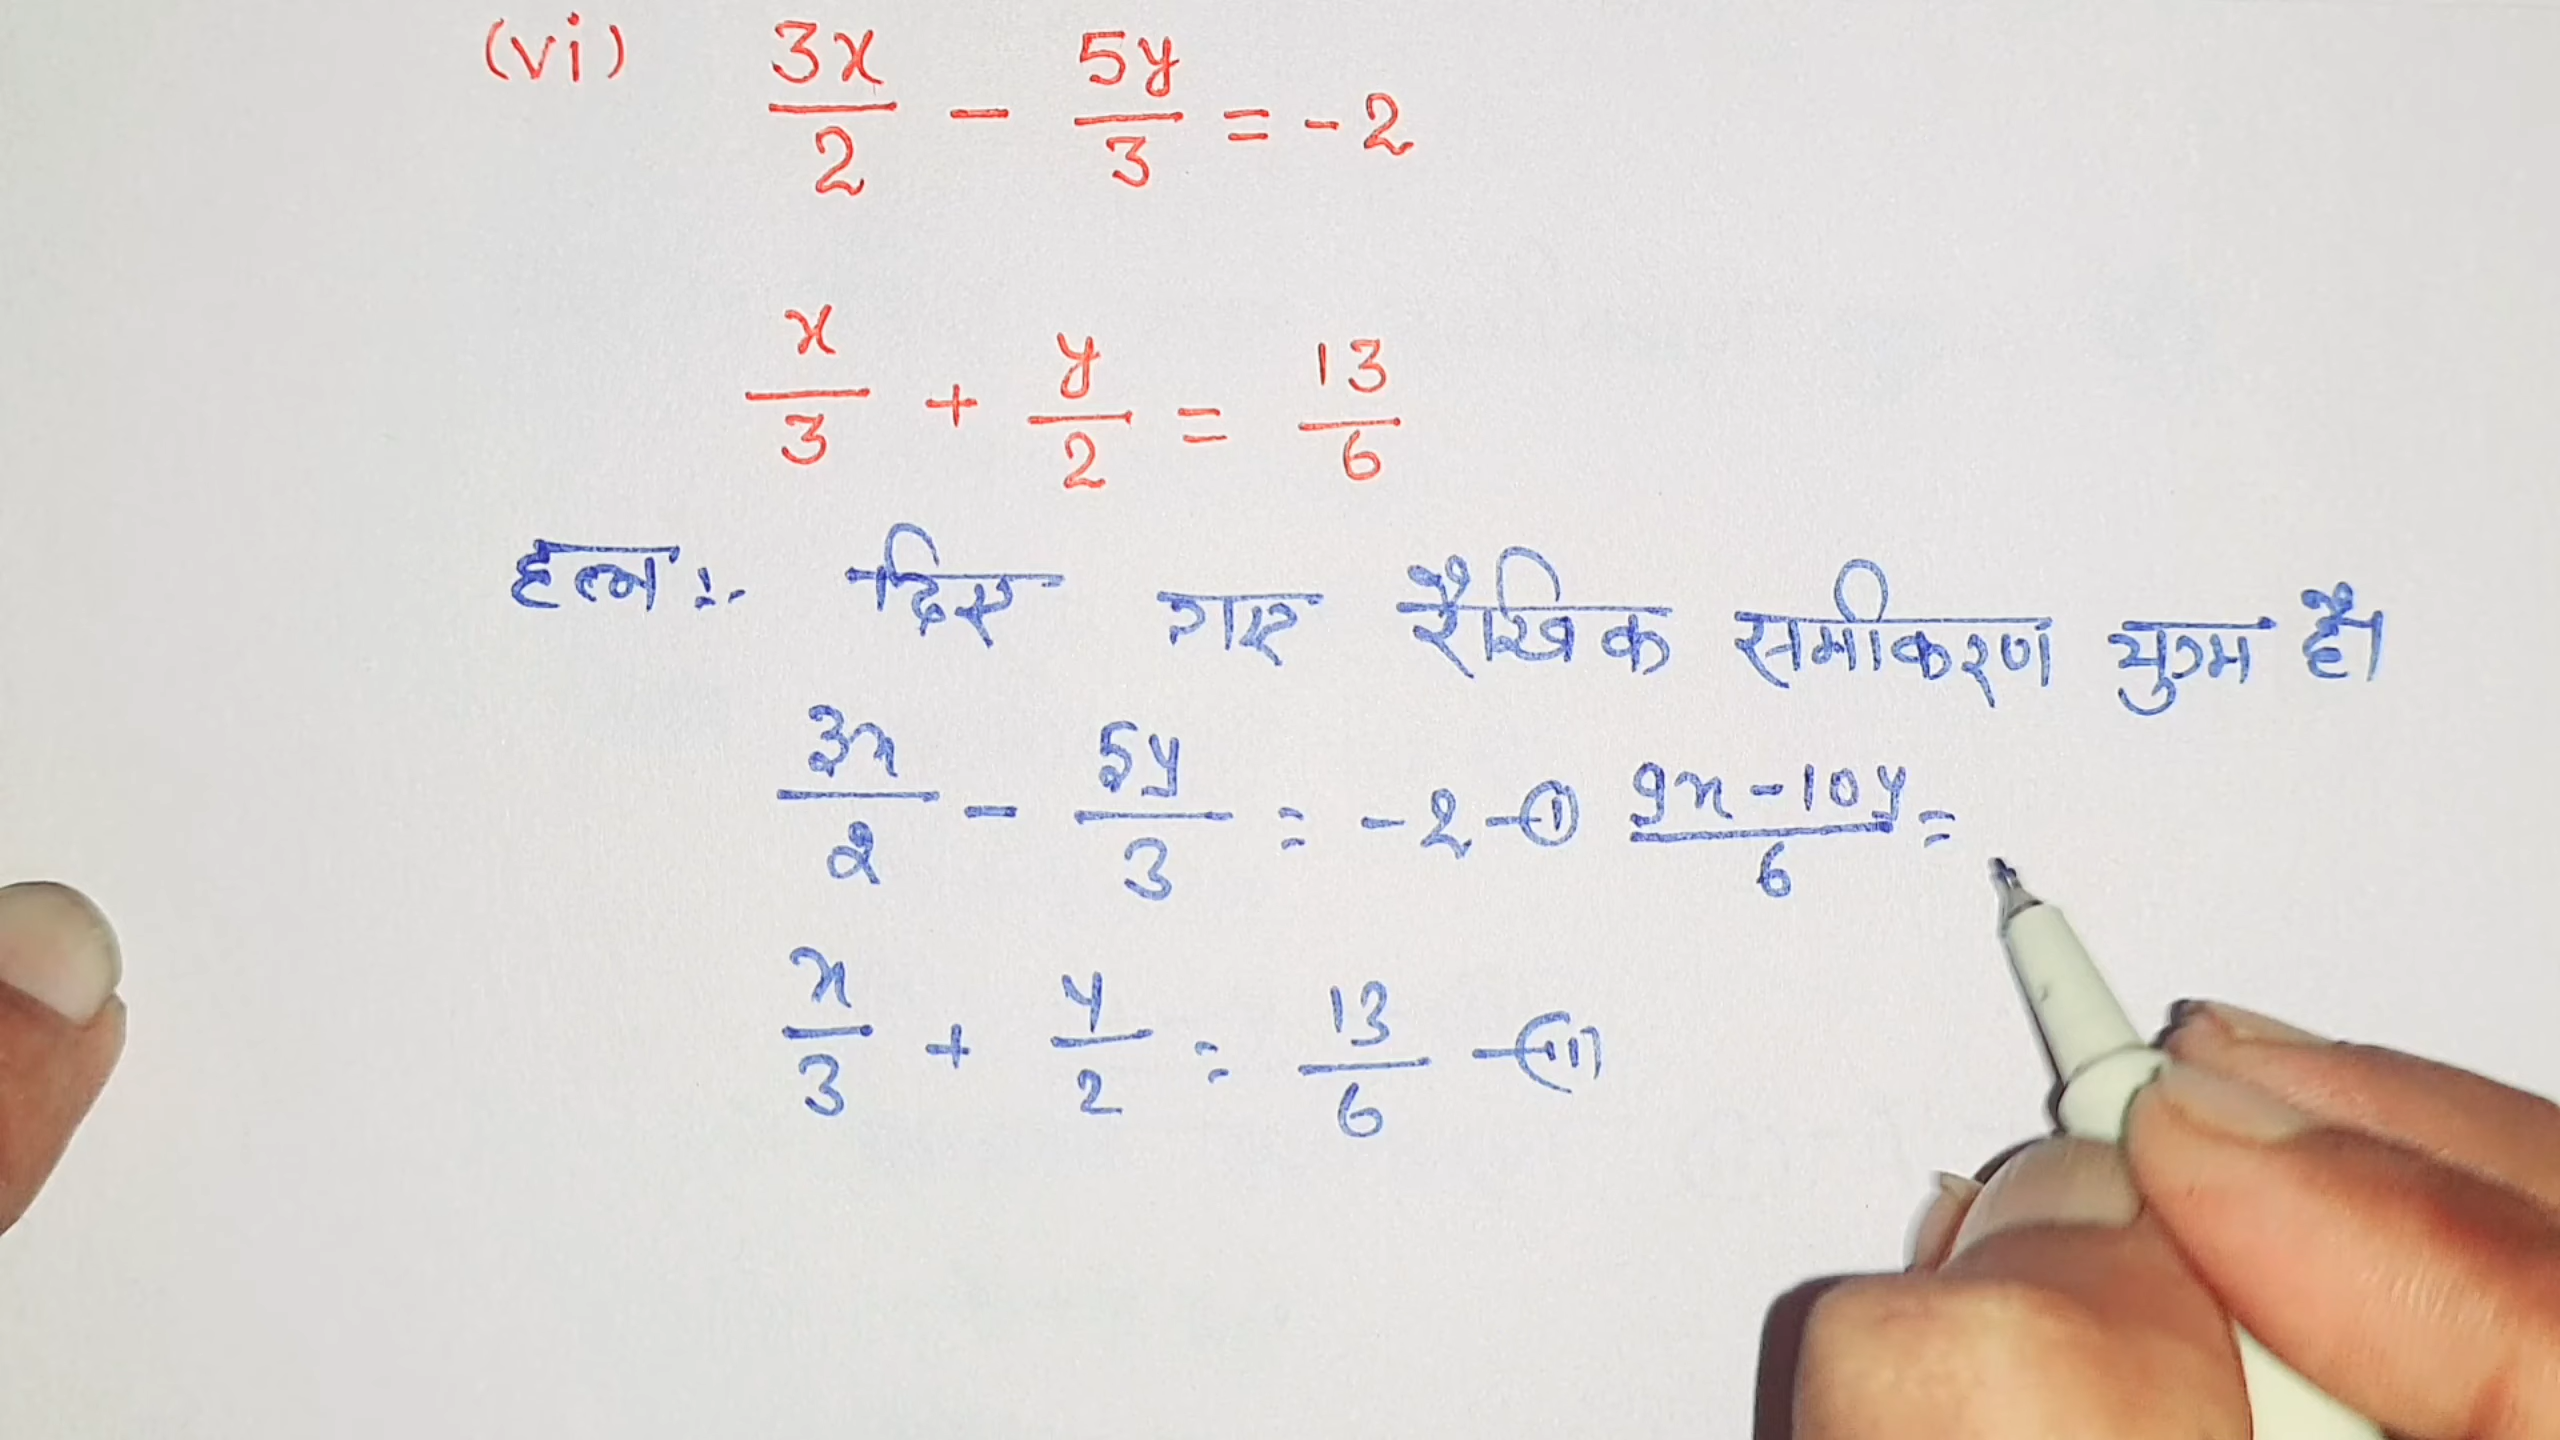 (vi) 3x/2 - 5y/3 = -2
x/3 + y/2 = 13/6
हल :- दिए गए रैखिक समीकरण युग्म है।
3x/2 - 5y/3 = -2 -① 9x-10y/6 =
x/3 + y/2 = 13/6 -(ii)